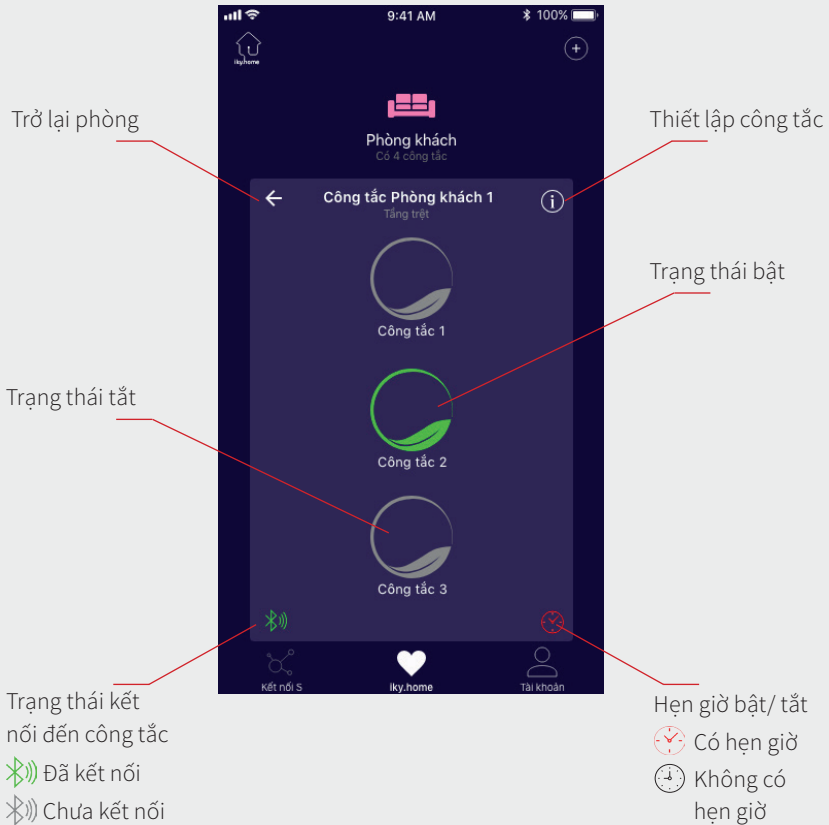 9:41 AM
100%
iky.home
Trở lại phòng
Thiết lập công tắc
Phòng khách
Có 4 công tắc
Công tắc Phòng khách 1
Tầng trệt
Trạng thái bật
Công tắc 1
Trạng thái tắt
Công tắc 2
Công tắc 3
Kết nối S
iky.home
Tài khoản
Trạng thái kết
nối đến công tắc
Đã kết nối
Chưa kết nối
Hẹn giờ bật/ tắt
Có hẹn giờ
Không có
hẹn giờ